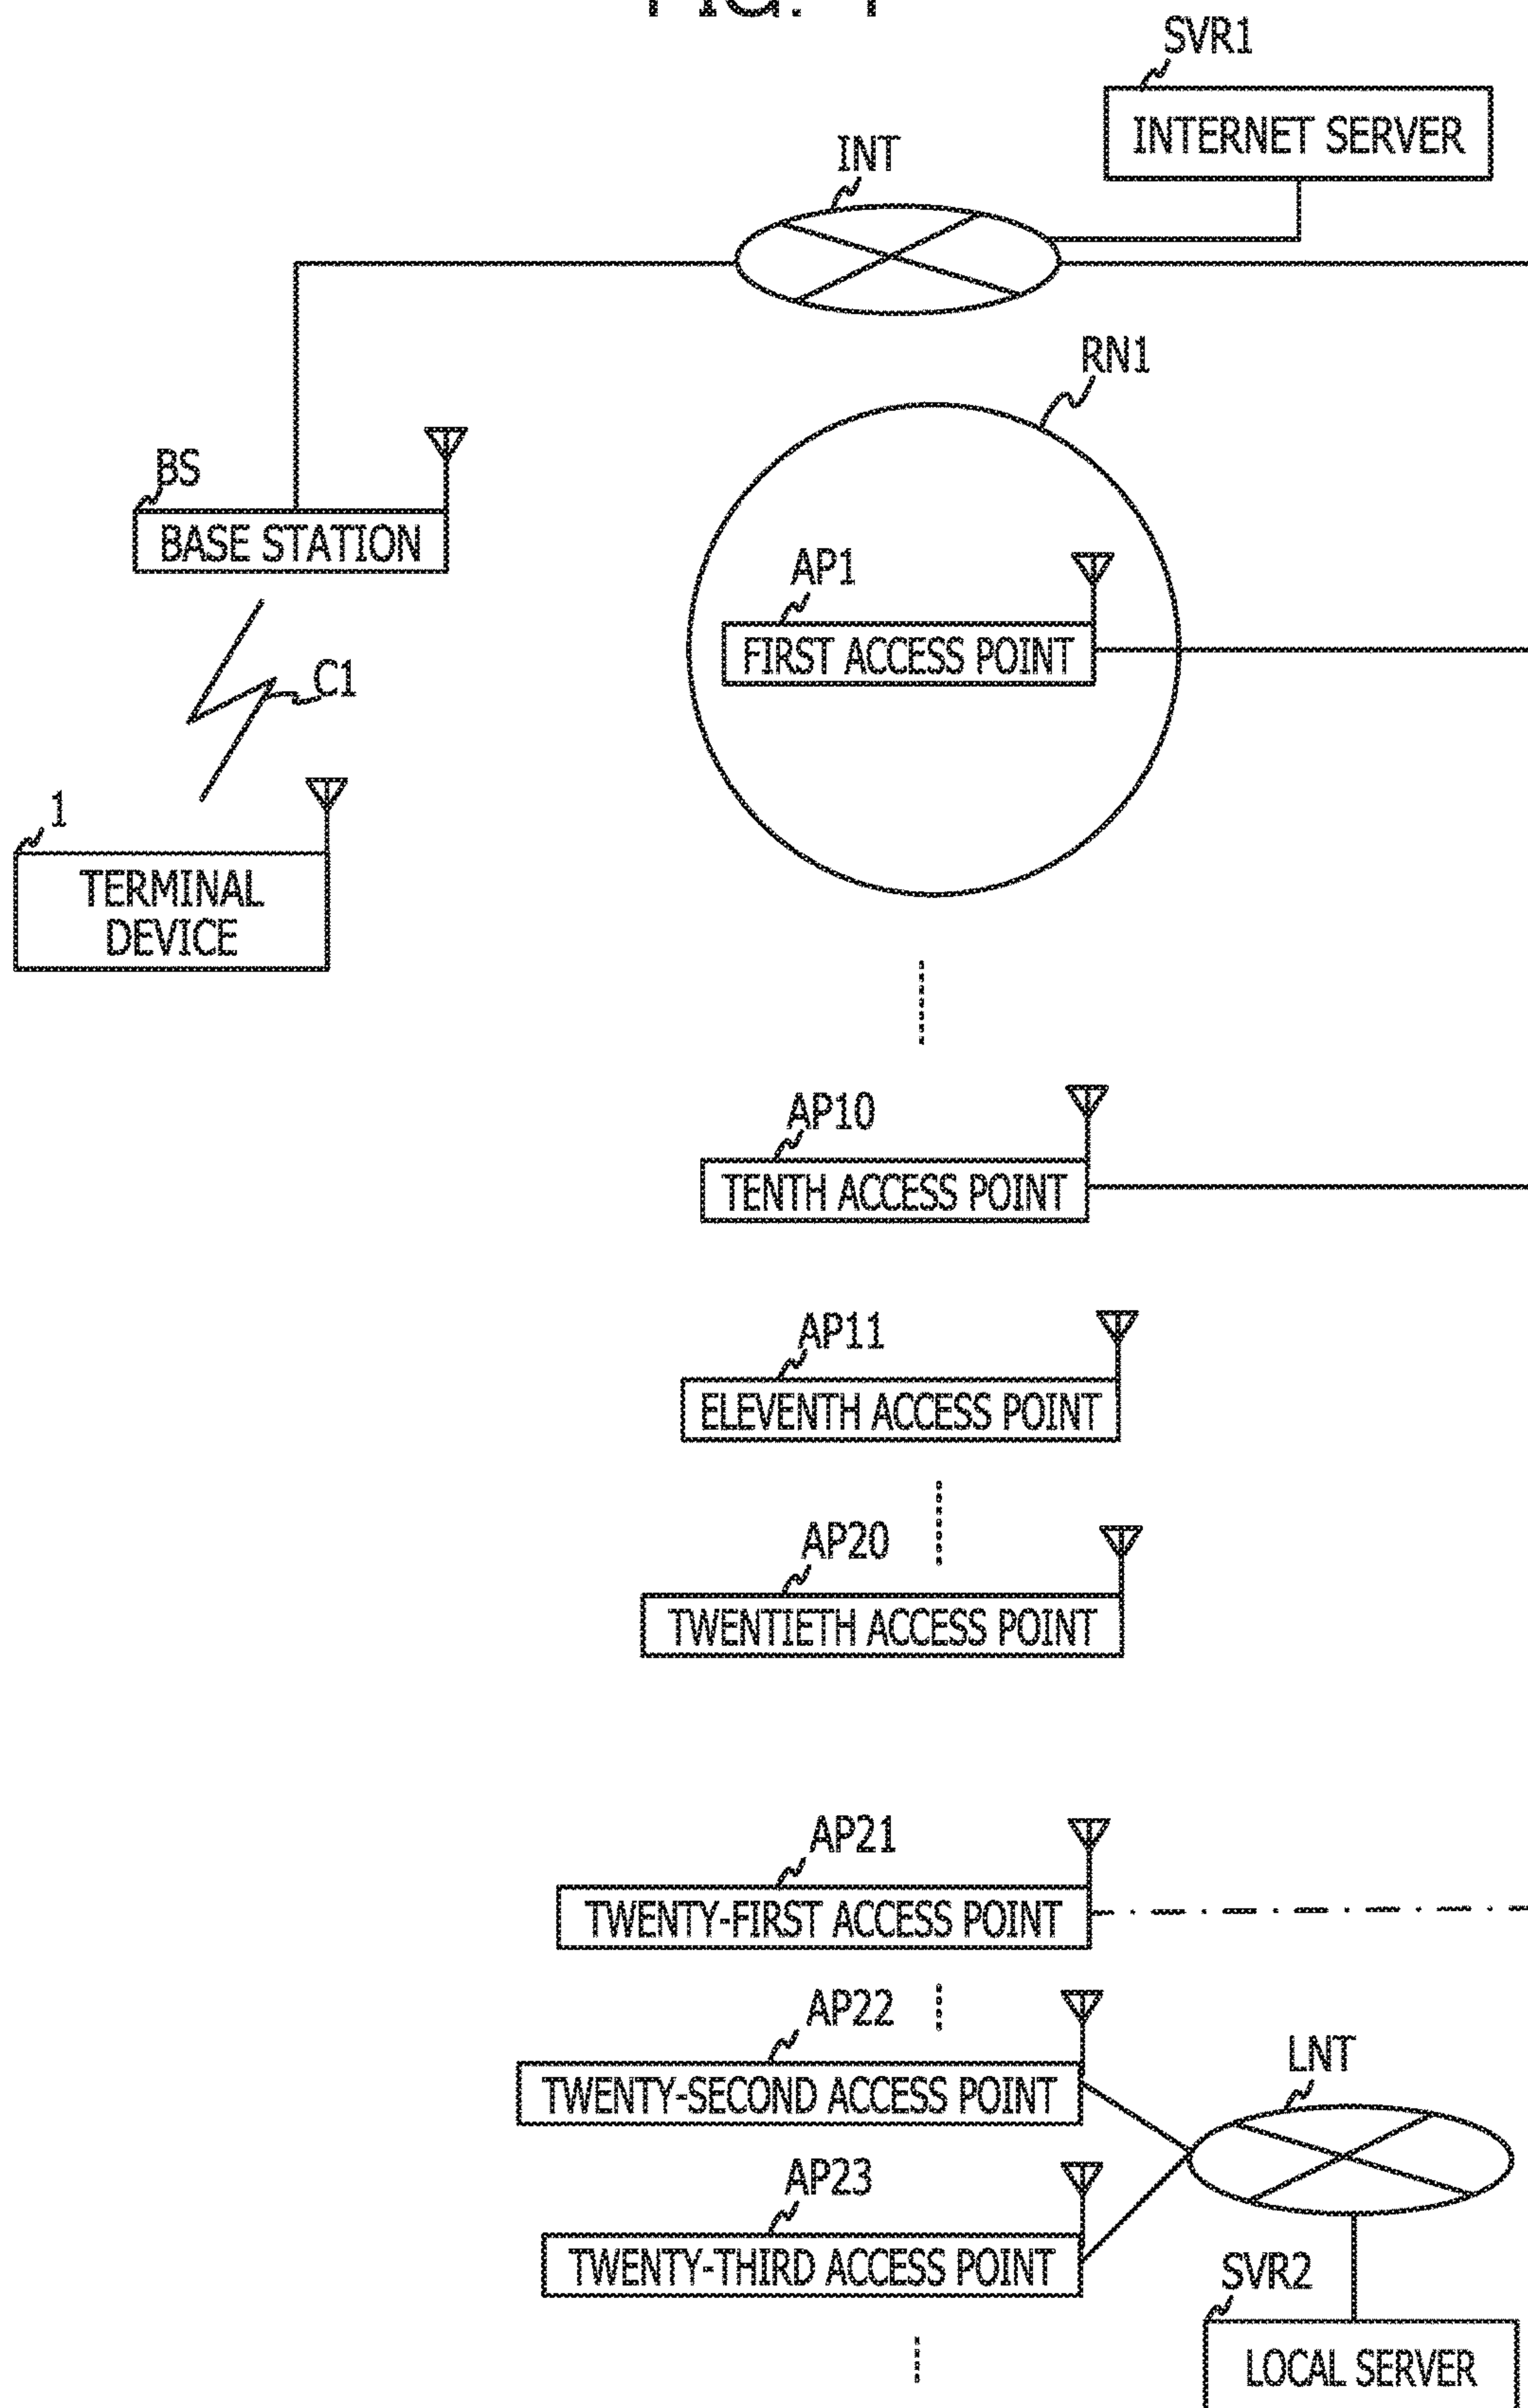 FIG. 1
SVR1
INTERNET SERVER
INT
RN1
BS
BASE STATION
AP1
FIRST ACCESS POINT
C1
1
TERMINAL
DEVICE
AP10
TENTH ACCESS POINT
AP11
ELEVENTH ACCESS POINT
AP20
TWENTIETH ACCESS POINT
AP21
TWENTY-FIRST ACCESS POINT
AP22
TWENTY-SECOND ACCESS POINT
LNT
AP23
TWENTY-THIRD ACCESS POINT
SVR2
LOCAL SERVER